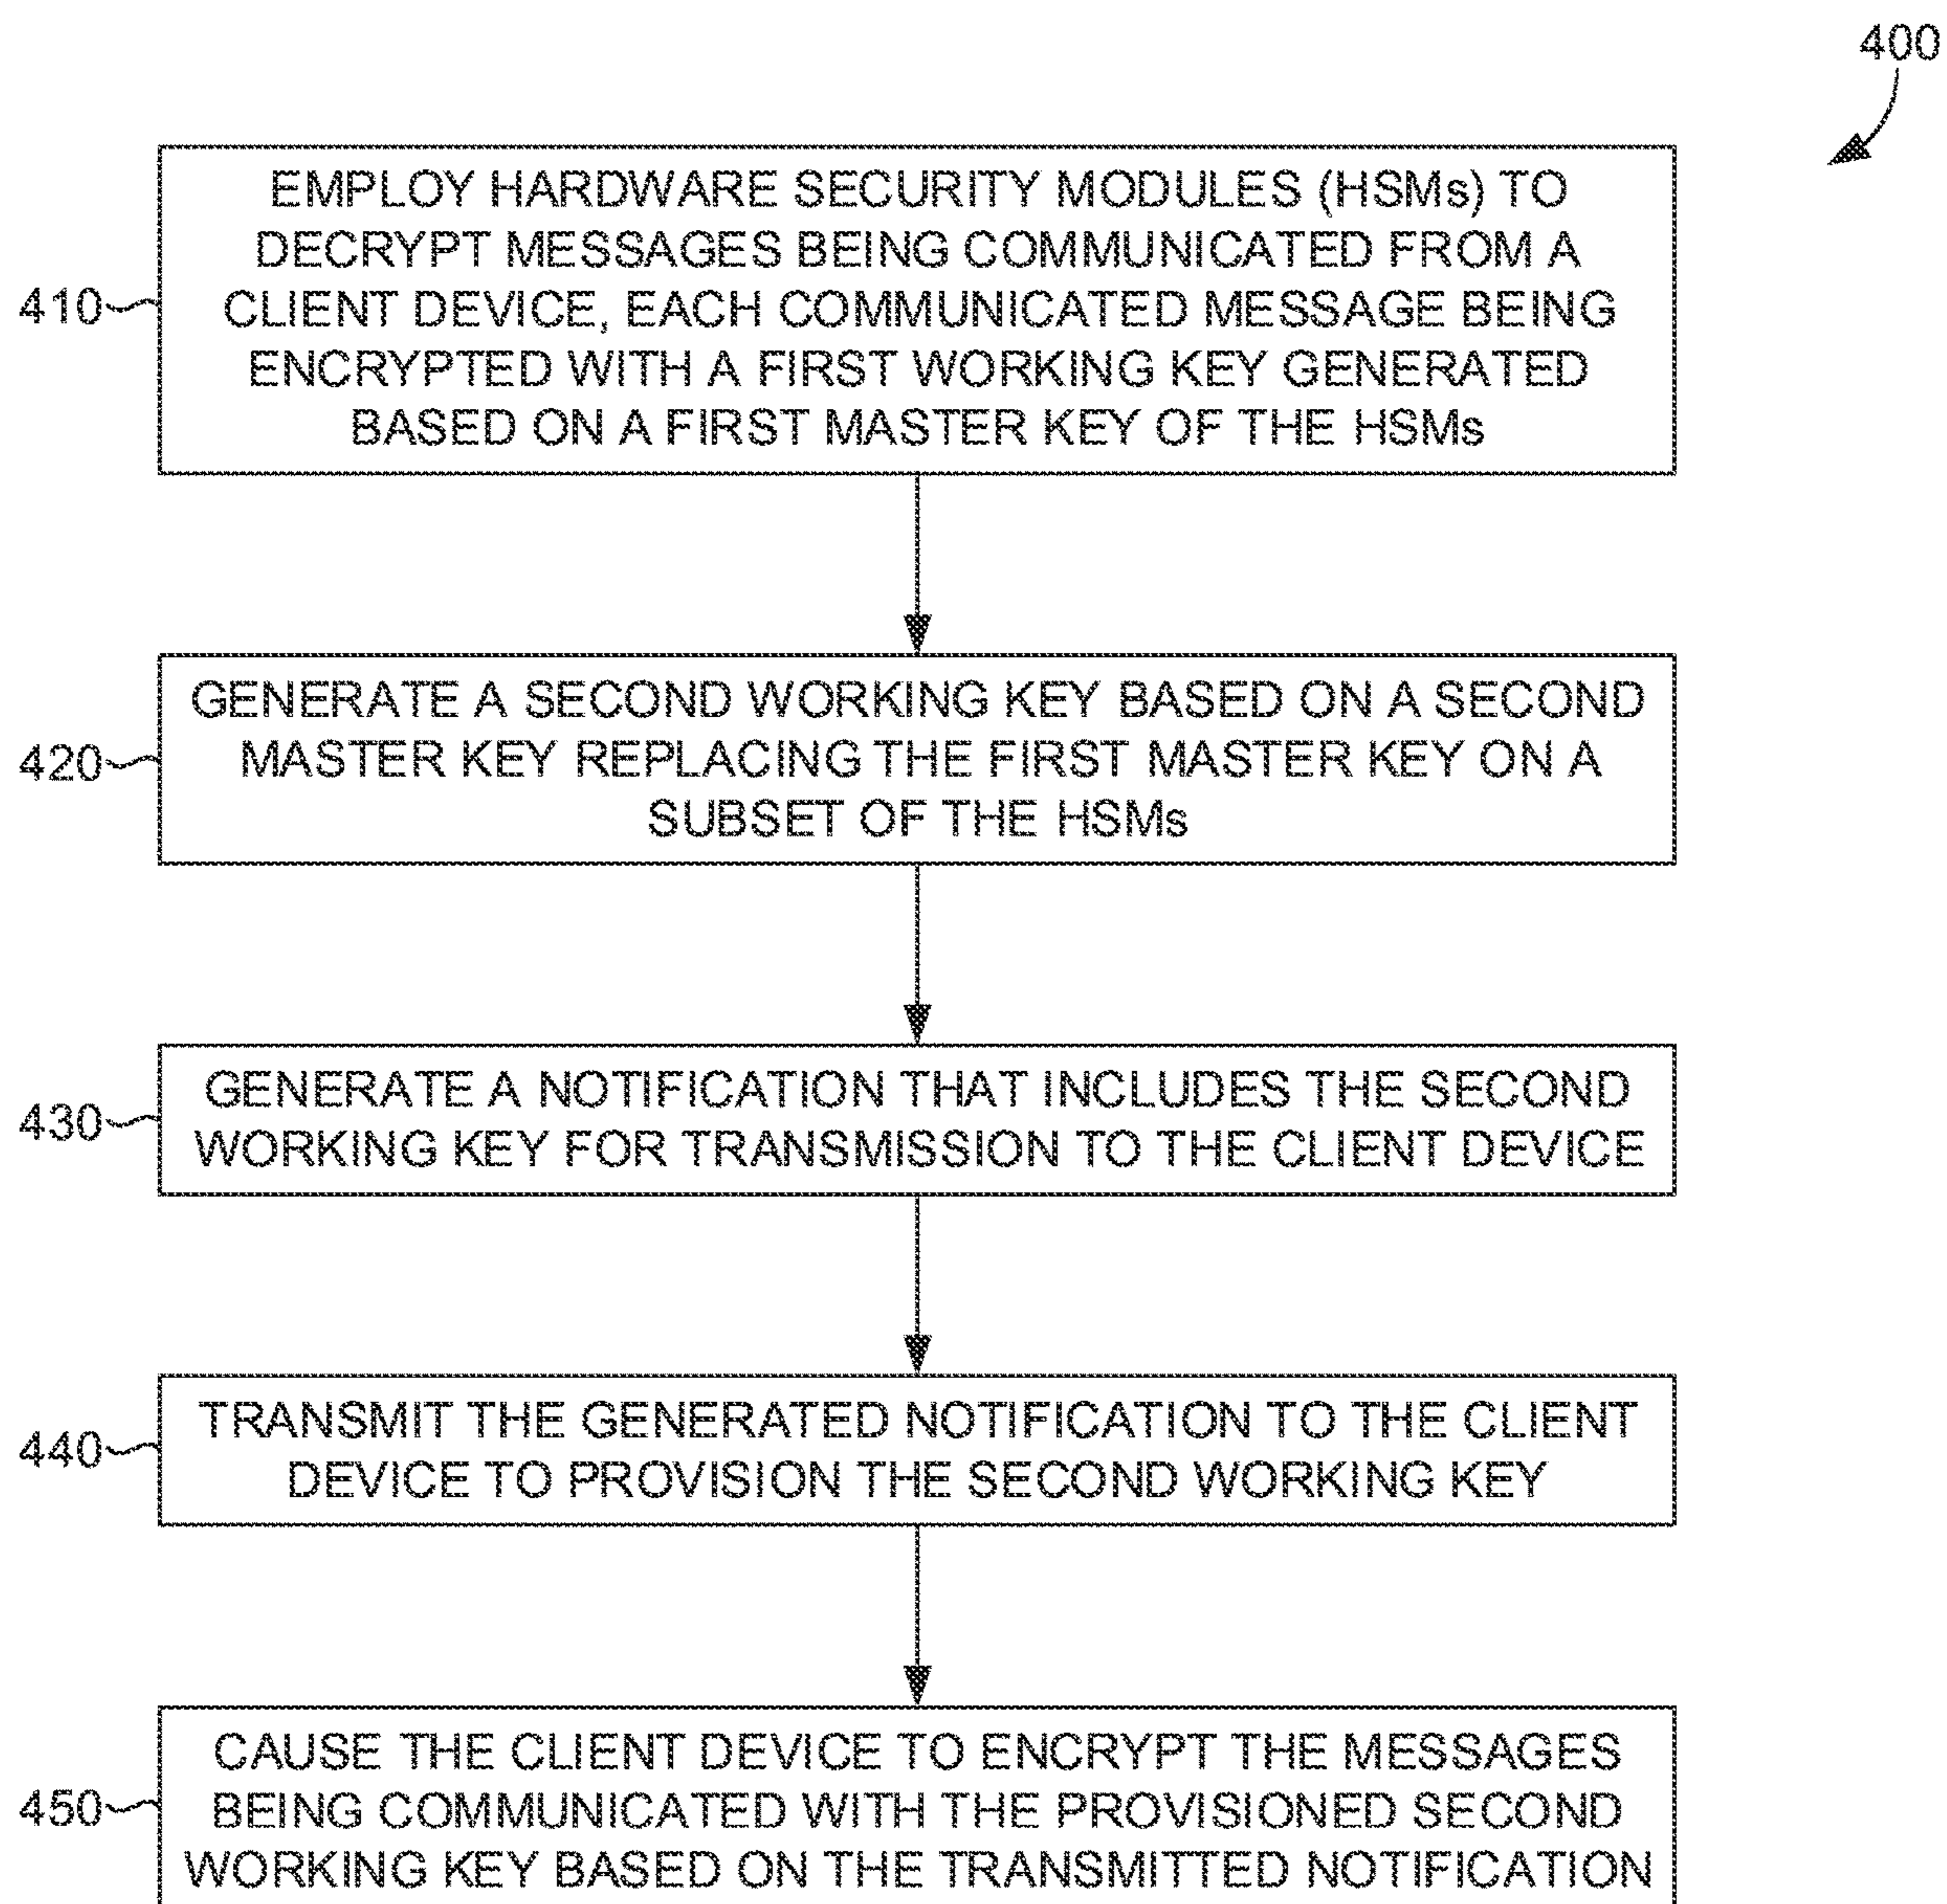 400
410
EMPLOY HARDWARE SECURITY MODULES (HSMs) TO
DECRYPT MESSAGES BEING COMMUNICATED FROM A
CLIENT DEVICE, EACH COMMUNICATED MESSAGE BEING
ENCRYPTED WITH A FIRST WORKING KEY GENERATED
BASED ON A FIRST MASTER KEY OF THE HSMs
420
GENERATE A SECOND WORKING KEY BASED ON A SECOND
MASTER KEY REPLACING THE FIRST MASTER KEY ON A
SUBSET OF THE HSMs
430
GENERATE A NOTIFICATION THAT INCLUDES THE SECOND
WORKING KEY FOR TRANSMISSION TO THE CLIENT DEVICE
440
TRANSMIT THE GENERATED NOTIFICATION TO THE CLIENT
DEVICE TO PROVISION THE SECOND WORKING KEY
450
CAUSE THE CLIENT DEVICE TO ENCRYPT THE MESSAGES
BEING COMMUNICATED WITH THE PROVISIONED SECOND
WORKING KEY BASED ON THE TRANSMITTED NOTIFICATION